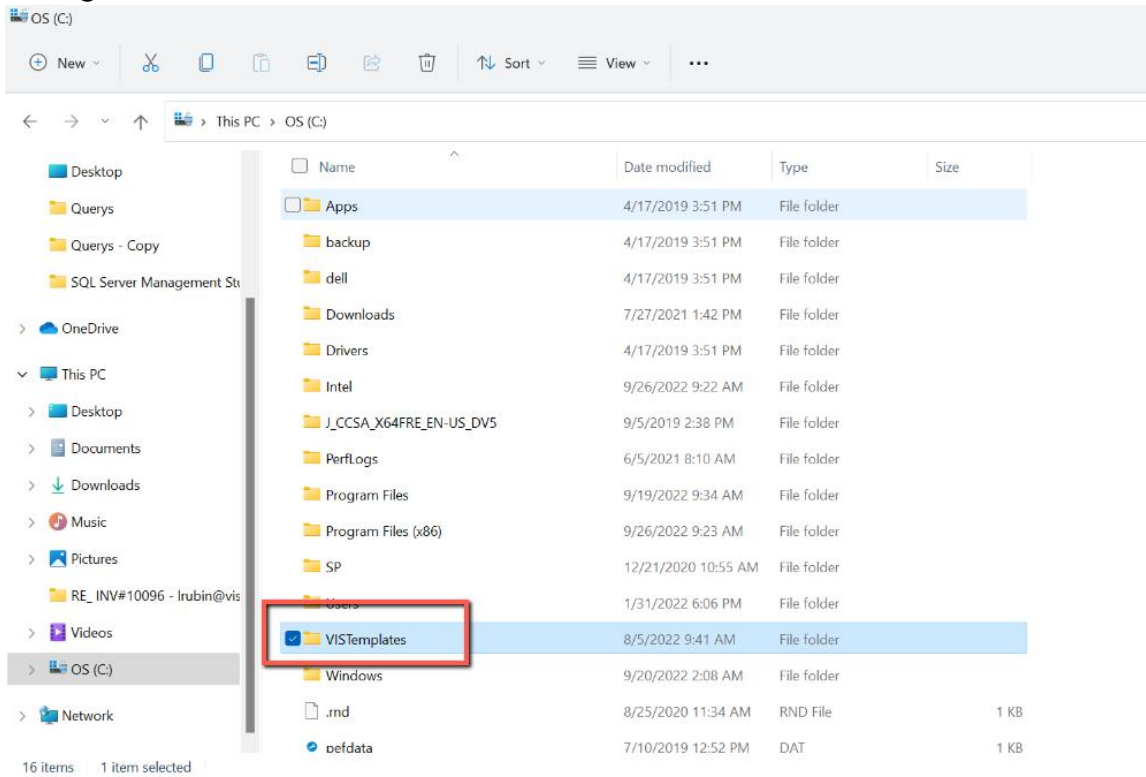 OS (C:)
New Sort View ...
This PC > OS (C:)
Name Date modified Type Size
Desktop
Querys
Querys - Copy
SQL Server Management Stu
OneDrive
This PC
Desktop
Documents
Downloads
Music
Pictures
RE_ INV#10096 - lrubin@vis
Videos
OS (C:)
Network
Apps 4/17/2019 3:51 PM File folder
backup 4/17/2019 3:51 PM File folder
dell 4/17/2019 3:51 PM File folder
Downloads 7/27/2021 1:42 PM File folder
Drivers 4/17/2019 3:51 PM File folder
Intel 9/26/2022 9:22 AM File folder
J_CCSA_X64FRE_EN-US_DV5 9/5/2019 2:38 PM File folder
PerfLogs 6/5/2021 8:10 AM File folder
Program Files 9/19/2022 9:34 AM File folder
Program Files (x86) 9/26/2022 9:23 AM File folder
SP 12/21/2020 10:55 AM File folder
Users 1/31/2022 6:06 PM File folder
VISTemplates 8/5/2022 9:41 AM File folder
Windows 9/20/2022 2:08 AM File folder
.rnd 8/25/2020 11:34 AM RND File 1 KB
pefdata 7/10/2019 12:52 PM DAT 1 KB
16 items 1 item selected